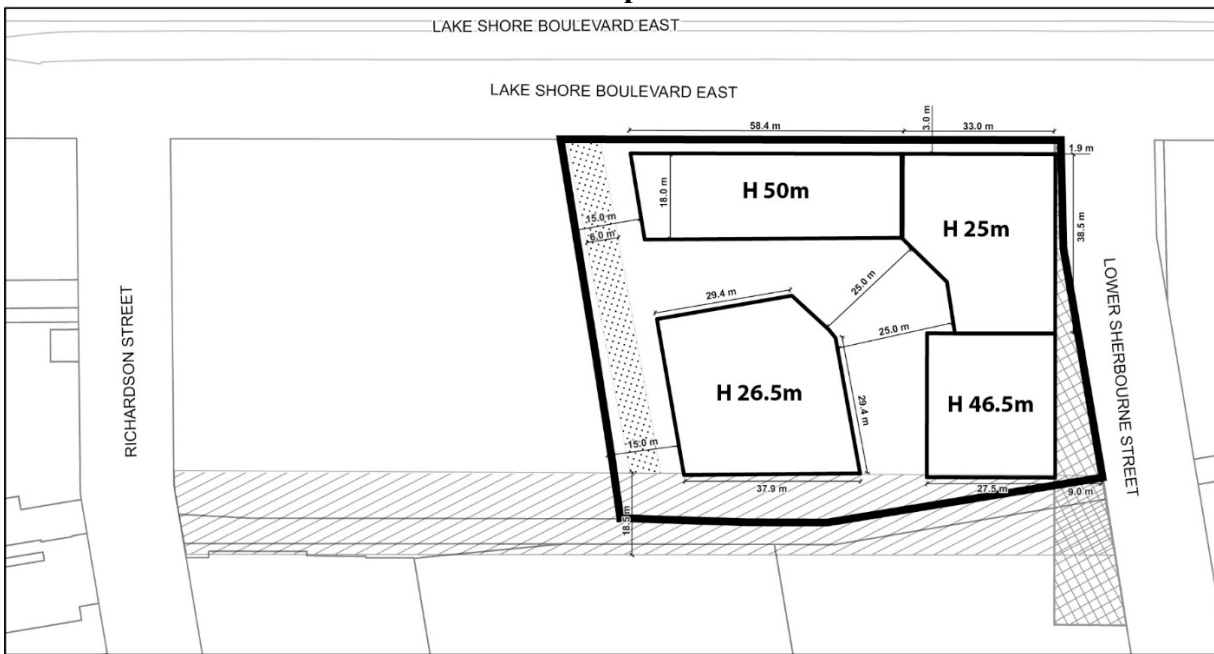 LAKE SHORE BOULEVARD EAST
LAKE SHORE BOULEVARD EAST
58.4 m
3.0 m
33.0 m
1.9 m
H 50m
18.0 m
H 25m
38.5 m
15.0 m
6.0 m
25.0 m
29.4 m
25.0 m
RICHARDSON STREET
LOWER SHERBOURNE STREET
H 26.5m
29.4 m
H 46.5m
15.0 m
37.9 m
27.5 m
9.0 m
18.5 m